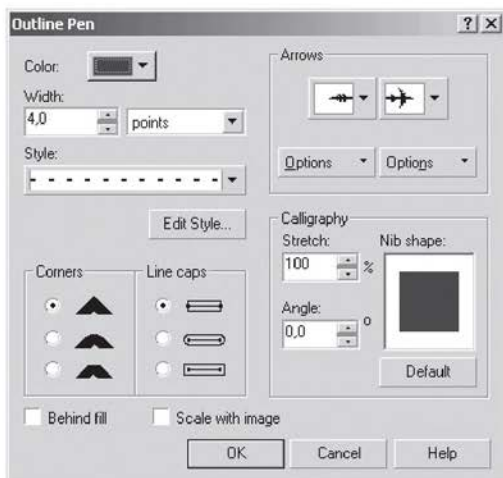 Outline Pen
Color:
Width:
4,0 points
Style:
Edit Style...
Arrows
Options Options
Corners
Line caps
Calligraphy
Stretch:
100 %
Angle:
0,0 o
Nib shape:
Default
Behind fill Scale with image
OK Cancel Help